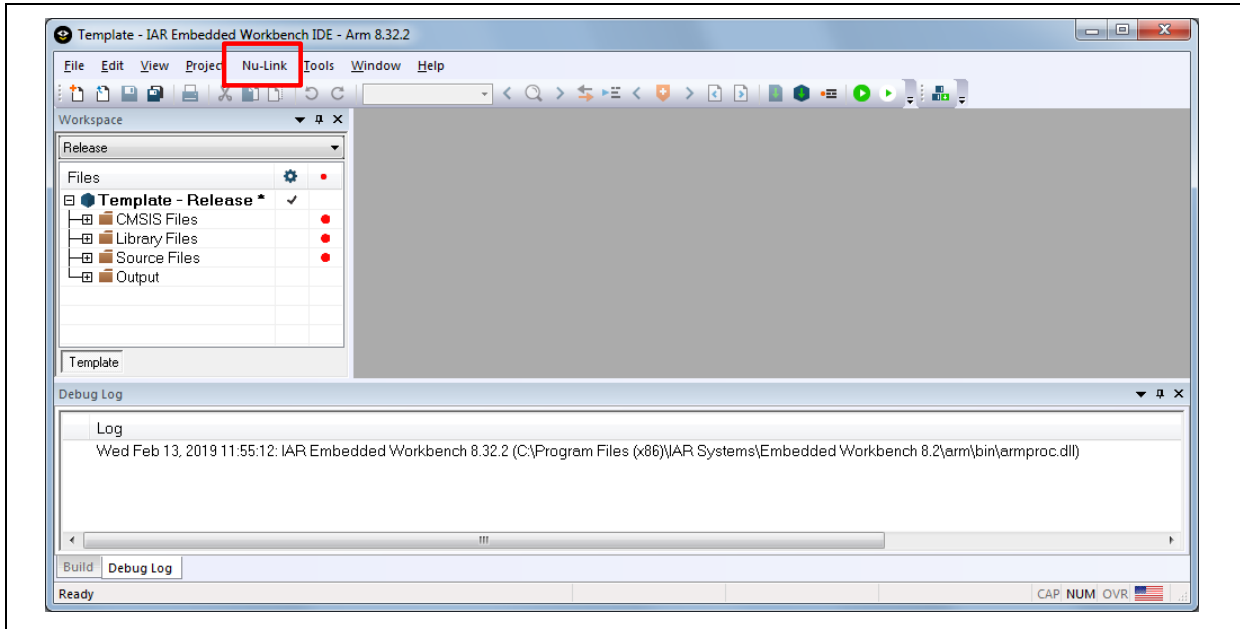 Template - IAR Embedded Workbench IDE - Arm 8.32.2
File Edit View Project Nu-Link Tools Window Help
Workspace
Release
Files
Template - Release *
CMSIS Files
Library Files
Source Files
Output
Template
Debug Log
Log
Wed Feb 13, 2019 11:55:12: IAR Embedded Workbench 8.32.2 (C:\Program Files (x86)\IAR Systems\Embedded Workbench 8.2\arm\bin\armproc.dll)
Build Debug Log
Ready CAP NUM OVR